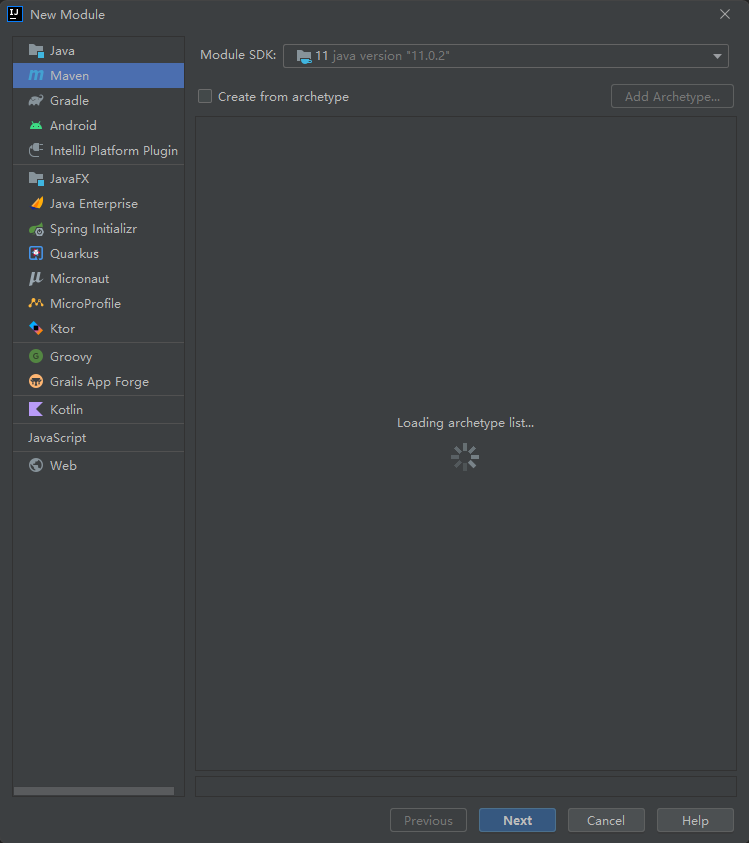 New Module
Java
Maven
Gradle
Android
IntelliJ Platform Plugin
JavaFX
Java Enterprise
Spring Initializr
Quarkus
Micronaut
MicroProfile
Ktor
Groovy
Grails App Forge
Kotlin
JavaScript
Web
Module SDK: 11 java version "11.0.2"
Create from archetype Add Archetype...
Loading archetype list...
Previous Next Cancel Help